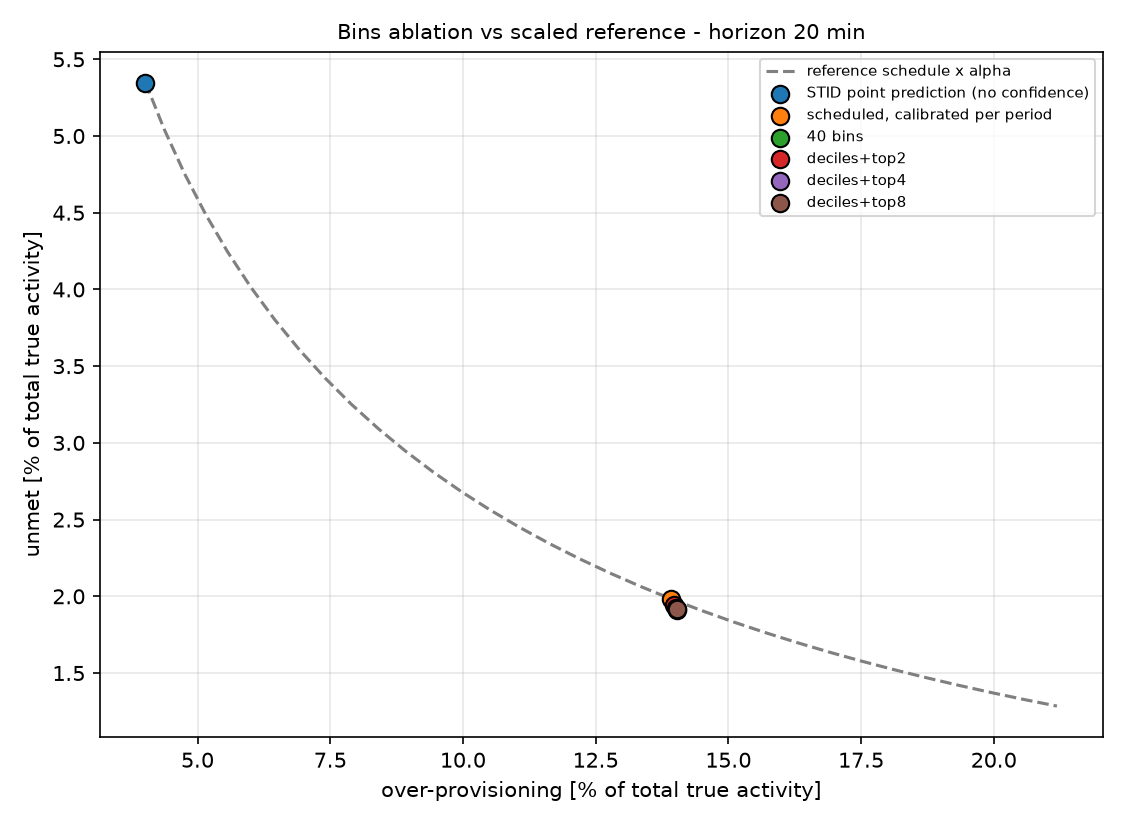 Bins ablation vs scaled reference - horizon 20 min
5.5
5.0
4.5
4.0
3.5
3.0
2.5
2.0
1.5
unmet [% of total true activity]
reference schedule x alpha
STID point prediction (no confidence)
scheduled, calibrated per period
40 bins
deciles+top2
deciles+top4
deciles+top8
5.0 7.5 10.0 12.5 15.0 17.5 20.0
over-provisioning [% of total true activity]